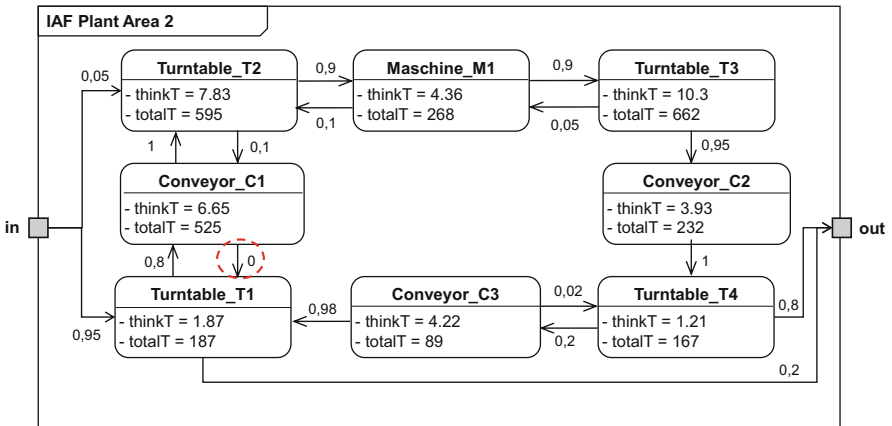 IAF Plant Area 2
Turntable_T2
- thinkT = 7.83
- totalT = 595
0,9
0,1
Maschine_M1
- thinkT = 4.36
- totalT = 268
0,9
0,05
Turntable_T3
- thinkT = 10.3
- totalT = 662
0,05
1
0,1
0,95
Conveyor_C1
- thinkT = 6.65
- totalT = 525
Conveyor_C2
- thinkT = 3.93
- totalT = 232
in
out
0,8
0
1
Turntable_T1
- thinkT = 1.87
- totalT = 187
0,98
Conveyor_C3
- thinkT = 4.22
- totalT = 89
0,02
0,2
Turntable_T4
- thinkT = 1.21
- totalT = 167
0,8
0,95
0,2